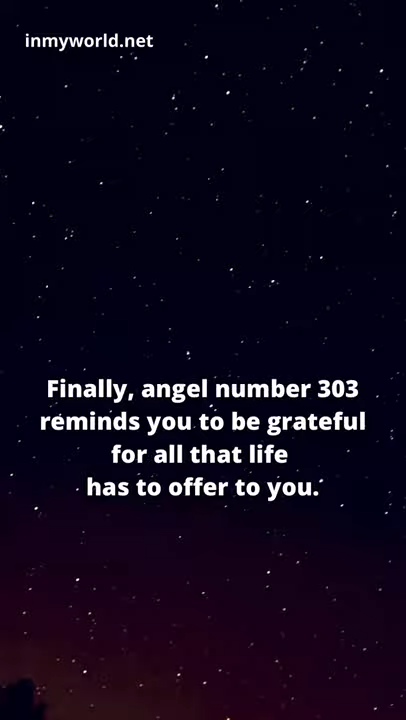 inmyworld.net
Finally, angel number 303
reminds you to be grateful
for all that life
has to offer to you.